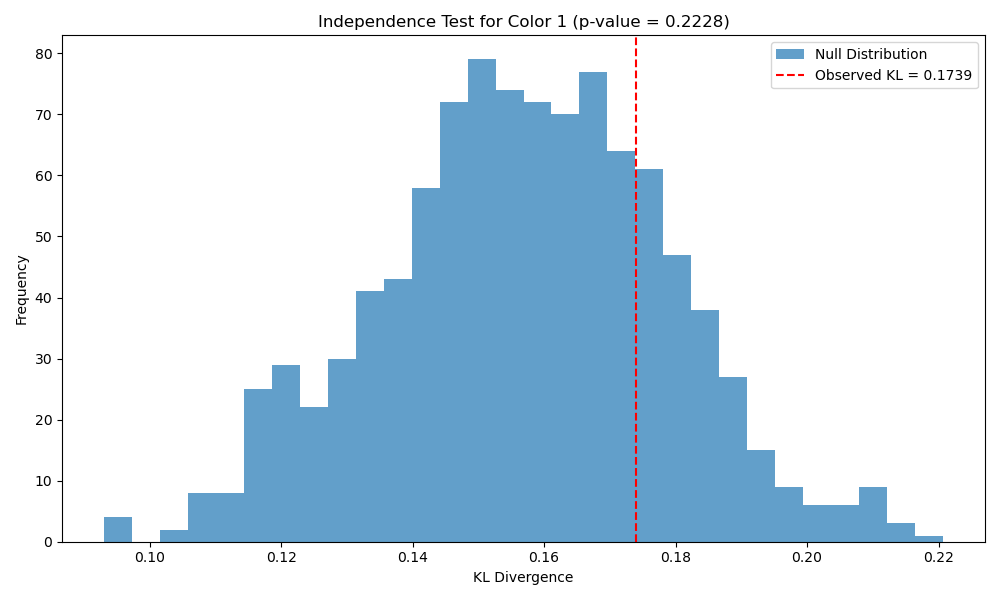 Independence Test for Color 1 (p-value = 0.2228)
Null Distribution
Observed KL = 0.1739
80
70
60
50
40
30
20
10
0
Frequency
0.10 0.12 0.14 0.16 0.18 0.20 0.22
KL Divergence